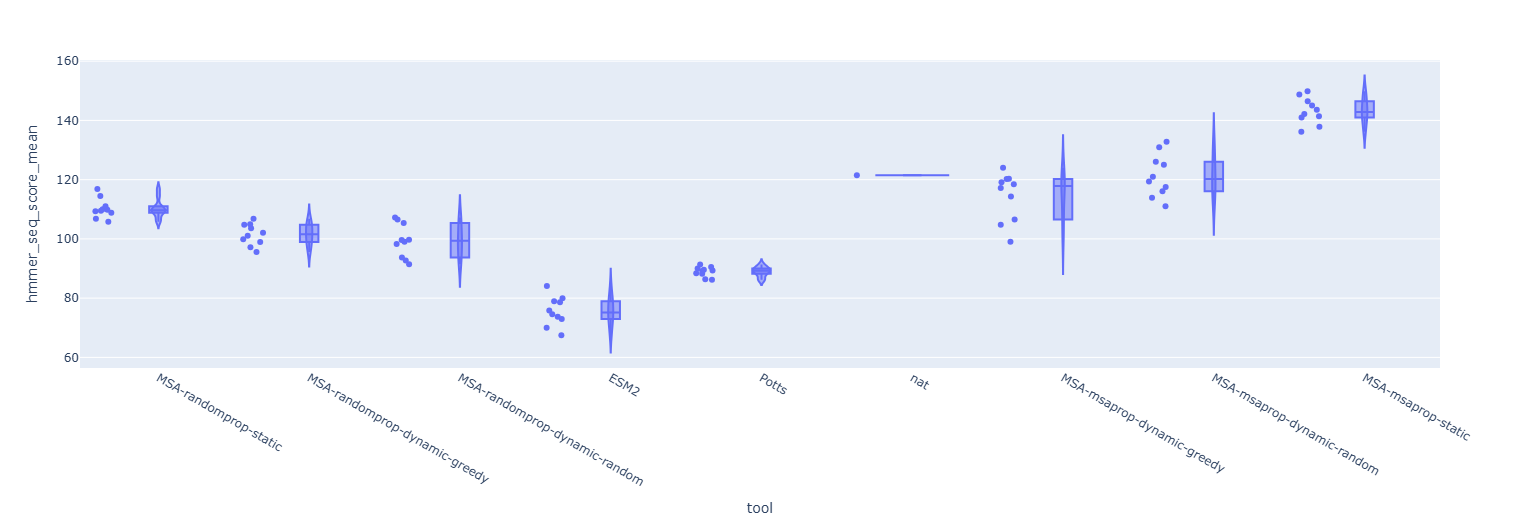 hmmer_seq_score_mean
160
140
120
100
80
60
MSA-randomprop-static
MSA-randomprop-dynamic-greedy
MSA-randomprop-dynamic-random
ESM2
Potts
nat
MSA-msaprop-dynamic-greedy
MSA-msaprop-dynamic-random
MSA-msaprop-static
tool